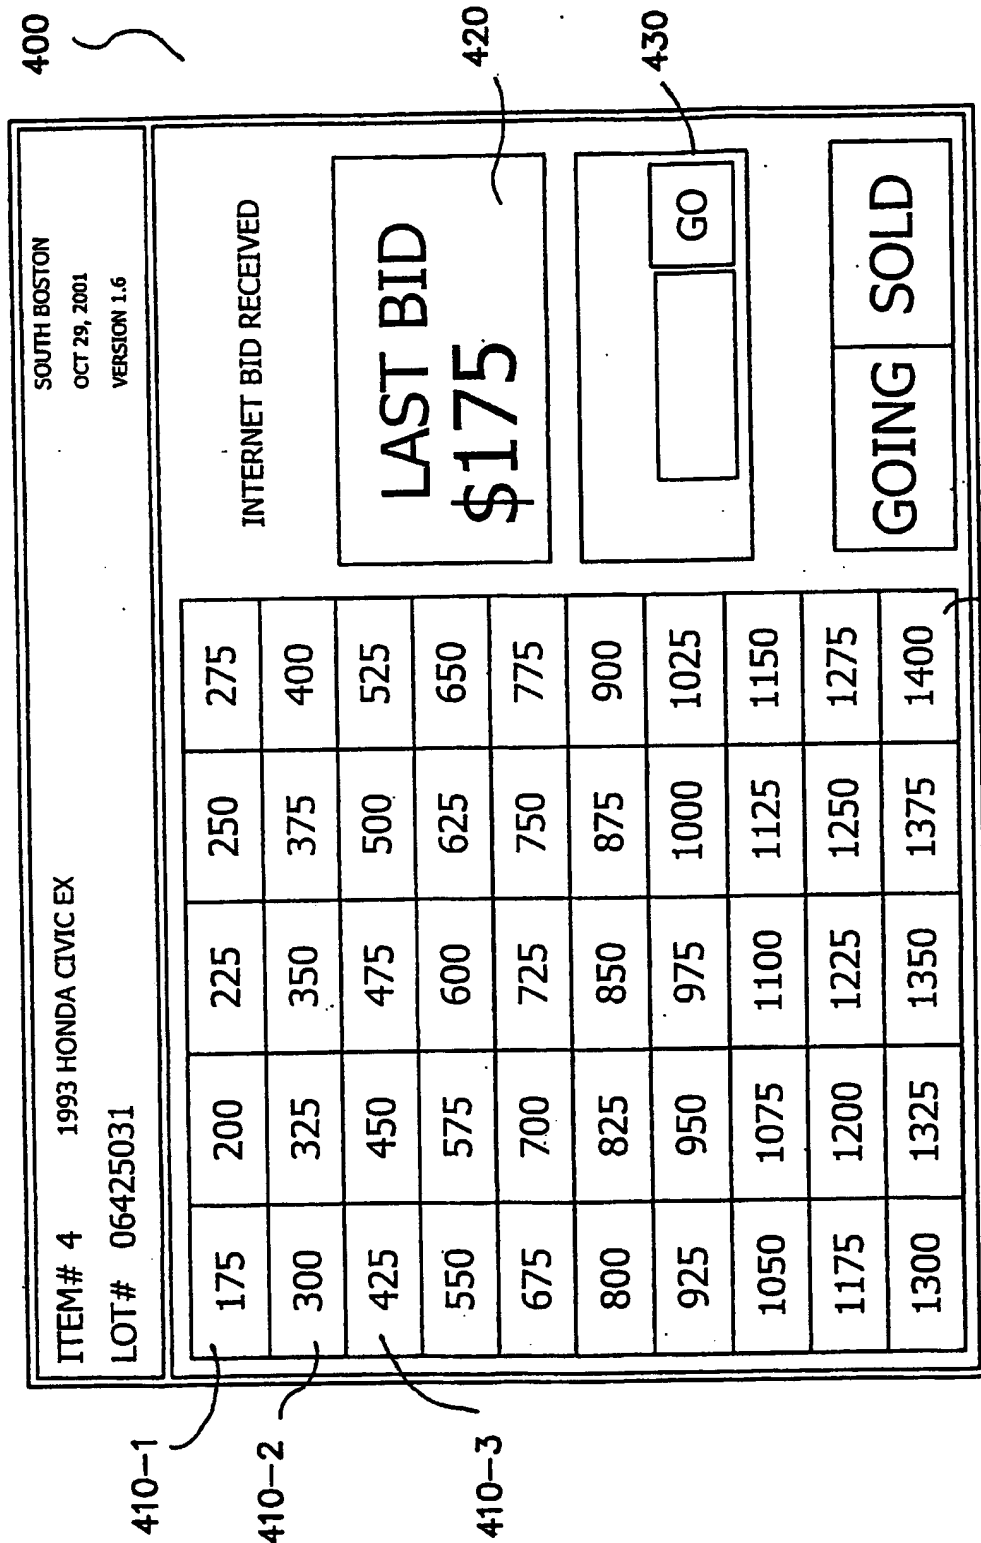 400
ITEM# 4 1993 HONDA CIVIC EX SOUTH BOSTON
OCT 29, 2001
LOT# 06425031 VERSION 1.6
410-1
410-2
410-3
175 200 225 250 275
300 325 350 375 400
425 450 475 500 525
550 575 600 625 650
675 700 725 750 775
800 825 850 875 900
925 950 975 1000 1025
1050 1075 1100 1125 1150
1175 1200 1225 1250 1275
1300 1325 1350 1375 1400
INTERNET BID RECEIVED
LAST BID
$175
420
GO
430
GOING SOLD